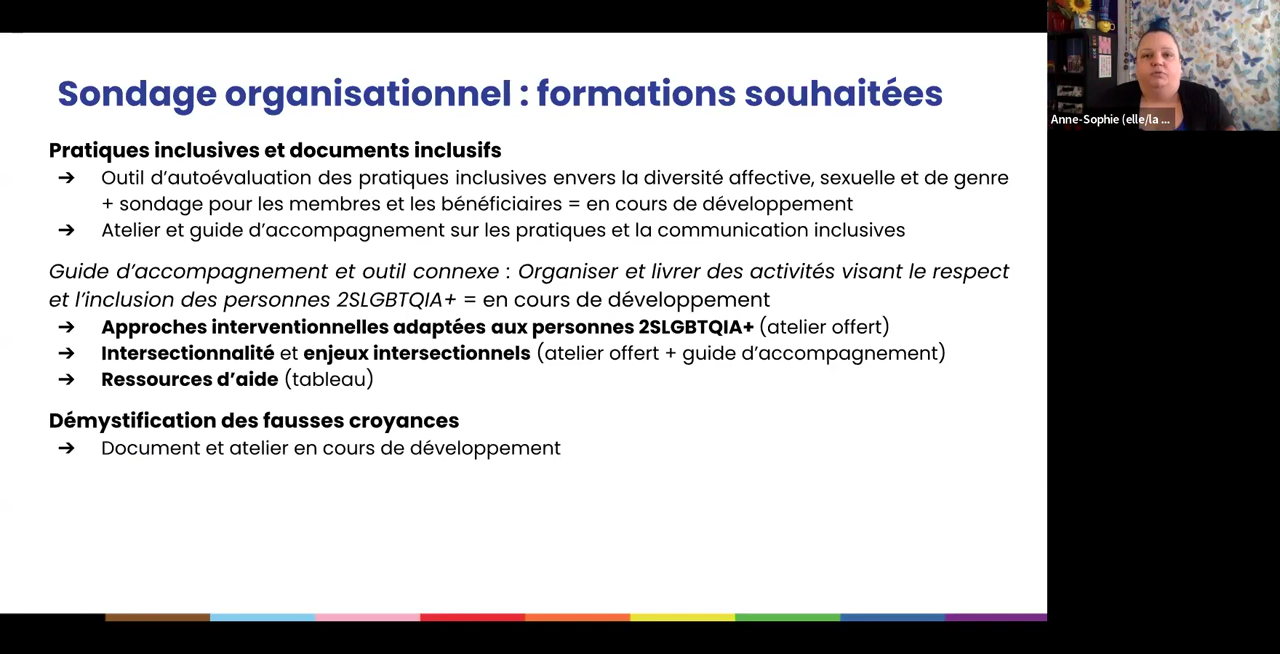 Sondage organisationnel : formations souhaitées
Pratiques inclusives et documents inclusifs
➔ Outil d’autoévaluation des pratiques inclusives envers la diversité affective, sexuelle et de genre
+ sondage pour les membres et les bénéficiaires = en cours de développement
➔ Atelier et guide d’accompagnement sur les pratiques et la communication inclusives
Guide d’accompagnement et outil connexe : Organiser et livrer des activités visant le respect
et l’inclusion des personnes 2SLGBTQIA+ = en cours de développement
➔ Approches interventionnelles adaptées aux personnes 2SLGBTQIA+ (atelier offert)
➔ Intersectionnalité et enjeux intersectionnels (atelier offert + guide d’accompagnement)
➔ Ressources d’aide (tableau)
Démystification des fausses croyances
➔ Document et atelier en cours de développement
Anne-Sophie (elle/la ...